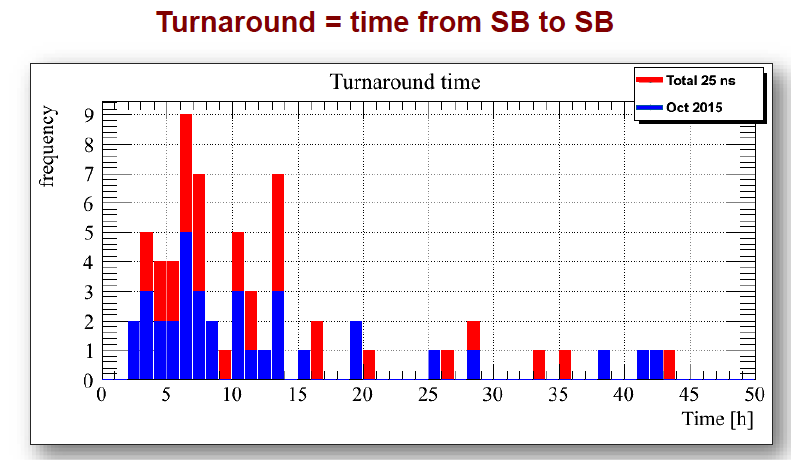 Turnaround = time from SB to SB
Turnaround time
Total 25 ns
Oct 2015
frequency
9
8
7
6
5
4
3
2
1
0
0 5 10 15 20 25 30 35 40 45 50
Time [h]